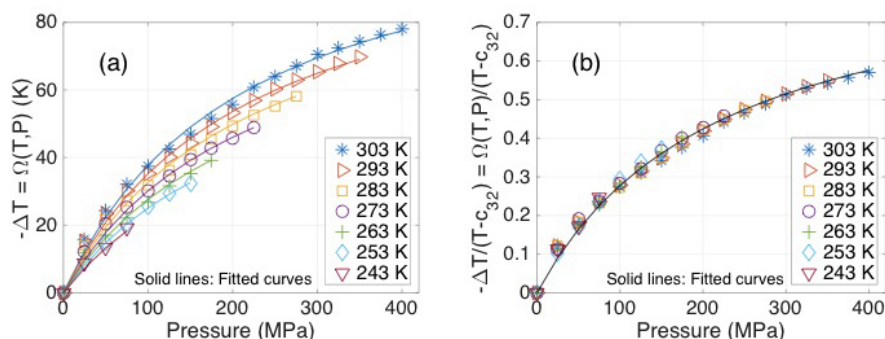 (a)
-ΔT = Ω(T,P) (K)
80
60
40
20
0
303 K
293 K
283 K
273 K
263 K
253 K
243 K
Solid lines: Fitted curves
0 100 200 300 400
Pressure (MPa)
(b)
-ΔT/(T-c32) = Ω(T,P)/(T-c32)
0.7
0.6
0.5
0.4
0.3
0.2
0.1
0
303 K
293 K
283 K
273 K
263 K
253 K
243 K
Solid lines: Fitted curves
0 100 200 300 400
Pressure (MPa)